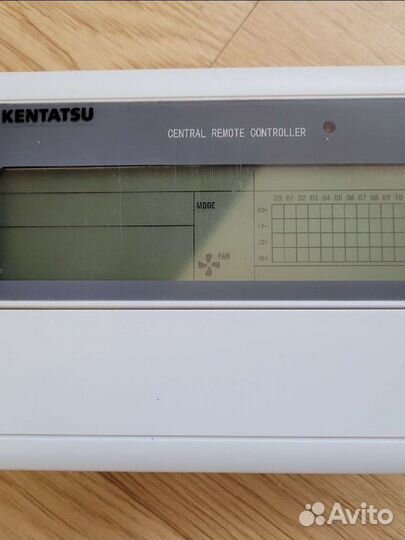 KENTATSU
CENTRAL REMOTE CONTROLLER
MODE
FAN
00 01 02 03 04 05 06 07 08 09 10
Avito